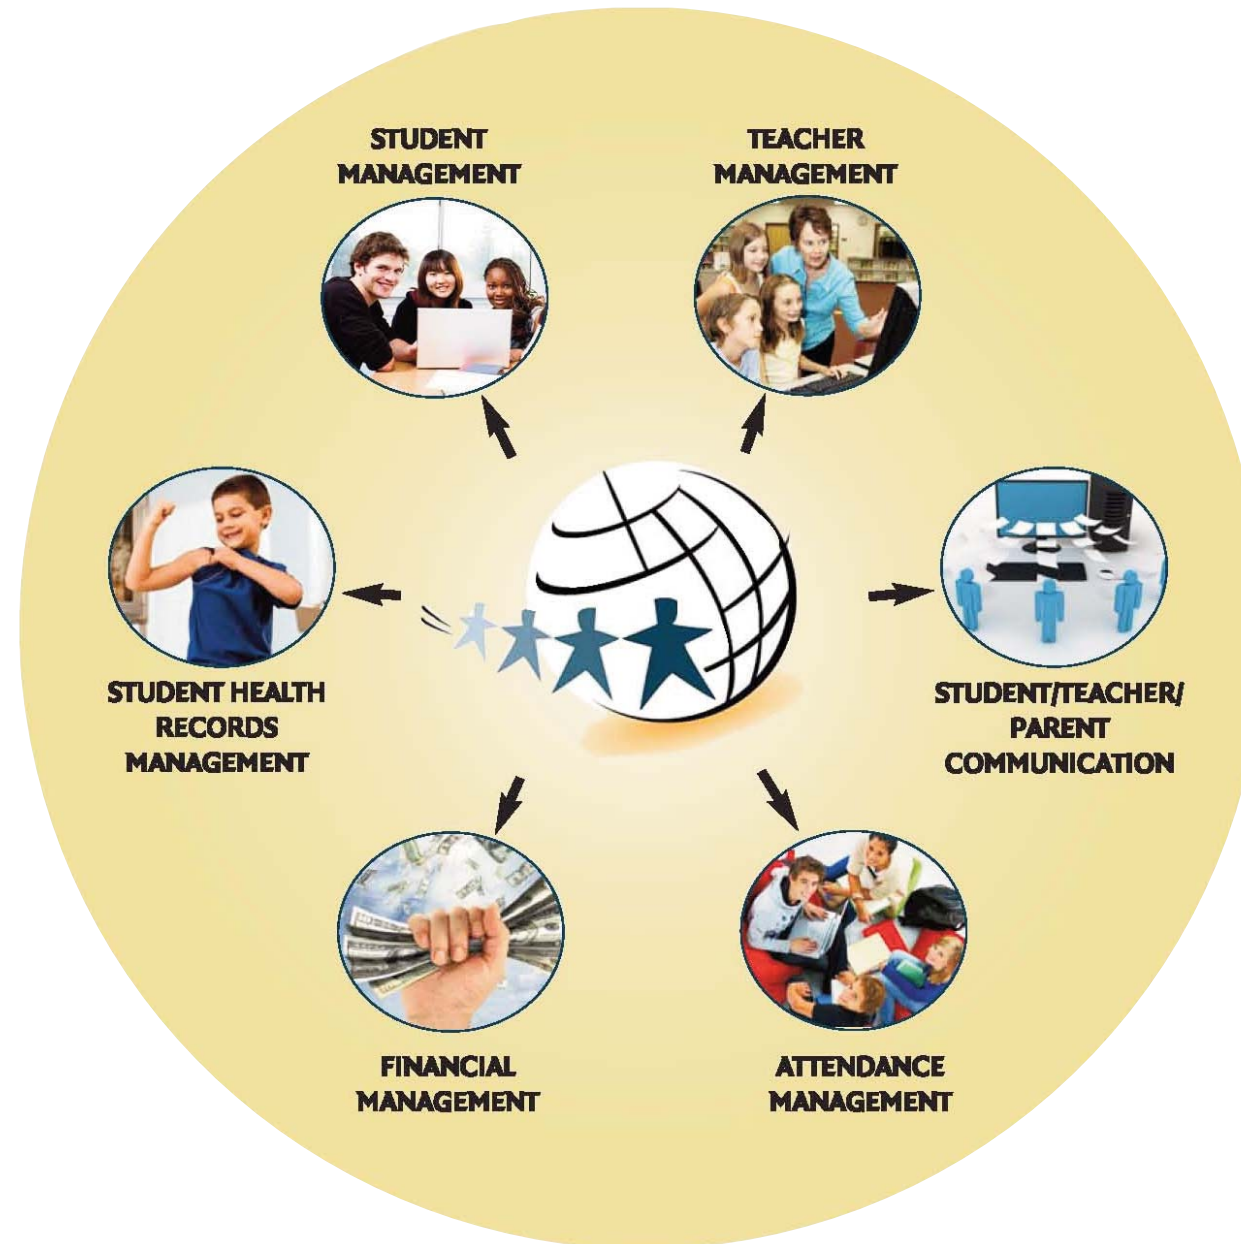 STUDENT
MANAGEMENT
TEACHER
MANAGEMENT
STUDENT HEALTH
RECORDS
MANAGEMENT
STUDENT/TEACHER/
PARENT
COMMUNICATION
FINANCIAL
MANAGEMENT
ATTENDANCE
MANAGEMENT